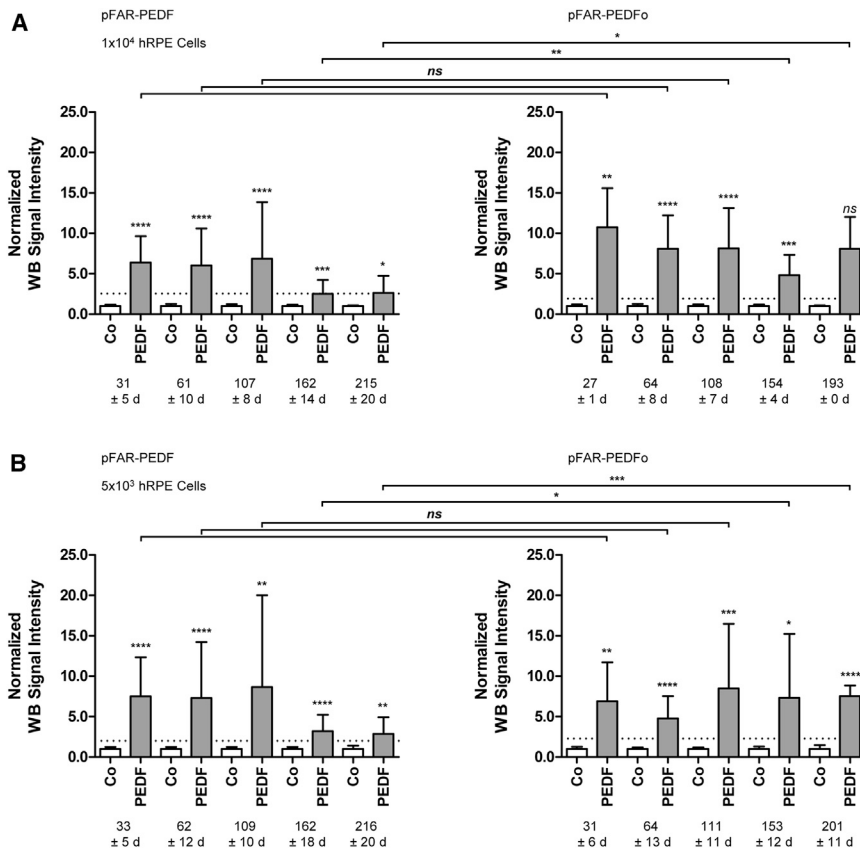 A
pFAR-PEDF
pFAR-PEDFo
1x10⁴ hRPE Cells
*
**
ns
Normalized
WB Signal Intensity
25.0
20.0
15.0
10.0
5.0
0.0
****
****
****
***
*
Co
PEDF
Co
PEDF
Co
PEDF
Co
PEDF
Co
PEDF
31
± 5 d
61
± 10 d
107
± 8 d
162
± 14 d
215
± 20 d
Normalized
WB Signal Intensity
25.0
20.0
15.0
10.0
5.0
0.0
**
****
****
***
ns
Co
PEDF
Co
PEDF
Co
PEDF
Co
PEDF
Co
PEDF
27
± 1 d
64
± 8 d
108
± 7 d
154
± 4 d
193
± 0 d
B
pFAR-PEDF
pFAR-PEDFo
5x10³ hRPE Cells
***
*
ns
Normalized
WB Signal Intensity
25.0
20.0
15.0
10.0
5.0
0.0
****
****
**
****
**
Co
PEDF
Co
PEDF
Co
PEDF
Co
PEDF
Co
PEDF
33
± 5 d
62
± 12 d
109
± 10 d
162
± 18 d
216
± 20 d
Normalized
WB Signal Intensity
25.0
20.0
15.0
10.0
5.0
0.0
**
****
***
*
****
Co
PEDF
Co
PEDF
Co
PEDF
Co
PEDF
Co
PEDF
31
± 6 d
64
± 13 d
111
± 11 d
153
± 12 d
201
± 11 d